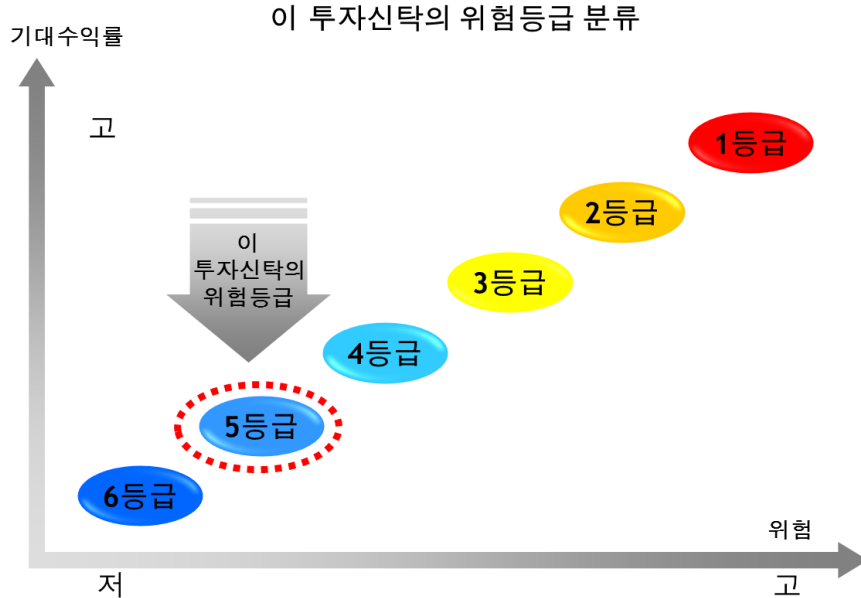 이 투자신탁의 위험등급 분류
기대수익률
고
1등급
2등급
이
투자신탁의
위험등급
3등급
4등급
5등급
6등급
위험
저
고